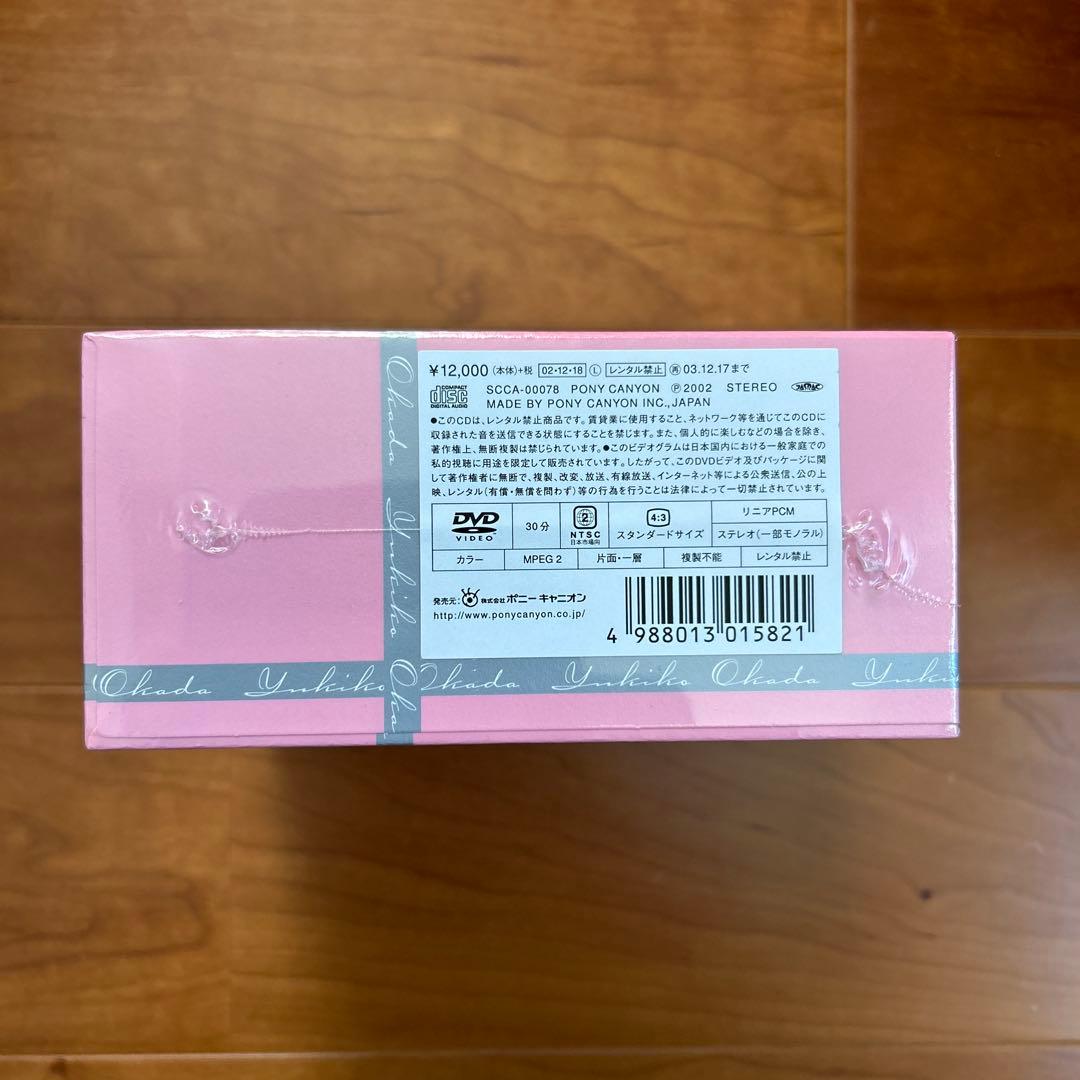 ¥12,000(本体)+税 02・12・18 Ⓛ レンタル禁止 再 03.12.17まで
COMPACT disc DIGITAL AUDIO
SCCA-00078 PONY CANYON Ⓟ2002 STEREO
MADE BY PONY CANYON INC.,JAPAN
●このCDは、レンタル禁止商品です。賃貸業に使用すること、ネットワーク等を通じてこのCDに
収録された音を送信できる状態にすることを禁じます。また、個人的に楽しむなどの場合を除き、
著作権上、無断複製は禁じられています。●このビデオグラムは日本国内における一般家庭での
私的視聴に用途を限定して販売されています。したがって、このDVDビデオ及びパッケージに関
して著作権者に無断で、複製、改変、放送、有線放送、インターネット等による公衆送信、公の上
映、レンタル(有償・無償を問わず)等の行為を行うことは法律によって一切禁止されています。
DVD VIDEO 30分 2 NTSC 日本市場向 4:3 スタンダードサイズ リニアPCM
ステレオ(一部モノラル)
カラー MPEG 2 片面・一層 複製不能 レンタル禁止
発売元: 株式会社ポニーキャニオン
http://www.ponycanyon.co.jp/
4 988013 015821
Okada Yukiko Oka
Okada Yukiko Okada Yukiko Okada Yuki